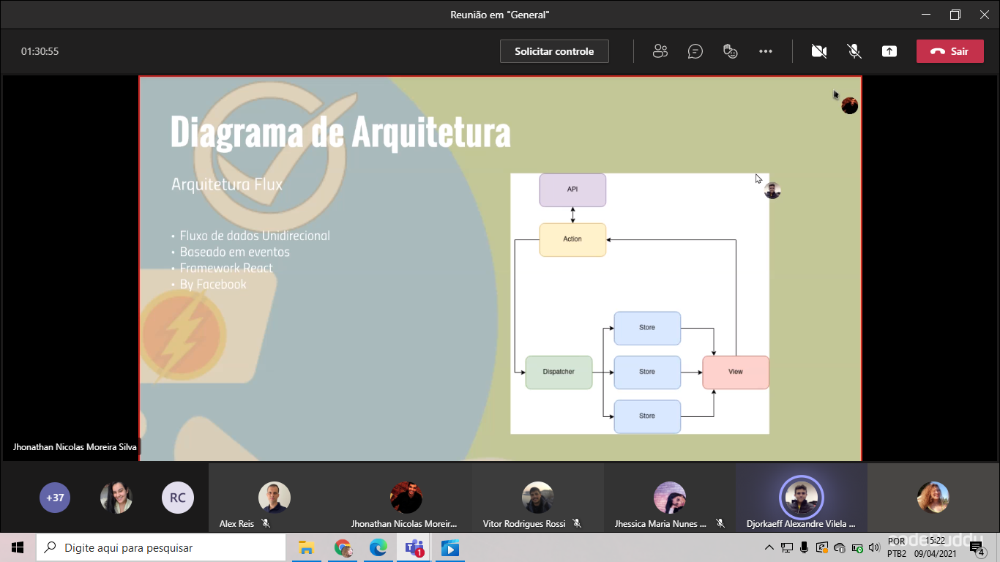 Reunião em "General"
01:30:55
Solicitar controle
Sair
Diagrama de Arquitetura
Arquitetura Flux
• Fluxo de dados Unidirecional
• Baseado em eventos
• Framework React
• By Facebook
API
Action
Store
Dispatcher
Store
View
Store
Jhonathan Nicolas Moreira Silva
+37
RC
Alex Reis
Jhonathan Nicolas Moreir...
Vitor Rodrigues Rossi
Jhessica Maria Nunes ...
Djorkaeff Alexandre Vilela ...
Digite aqui para pesquisar
1
POR
PTB2
15:22
09/04/2021
4